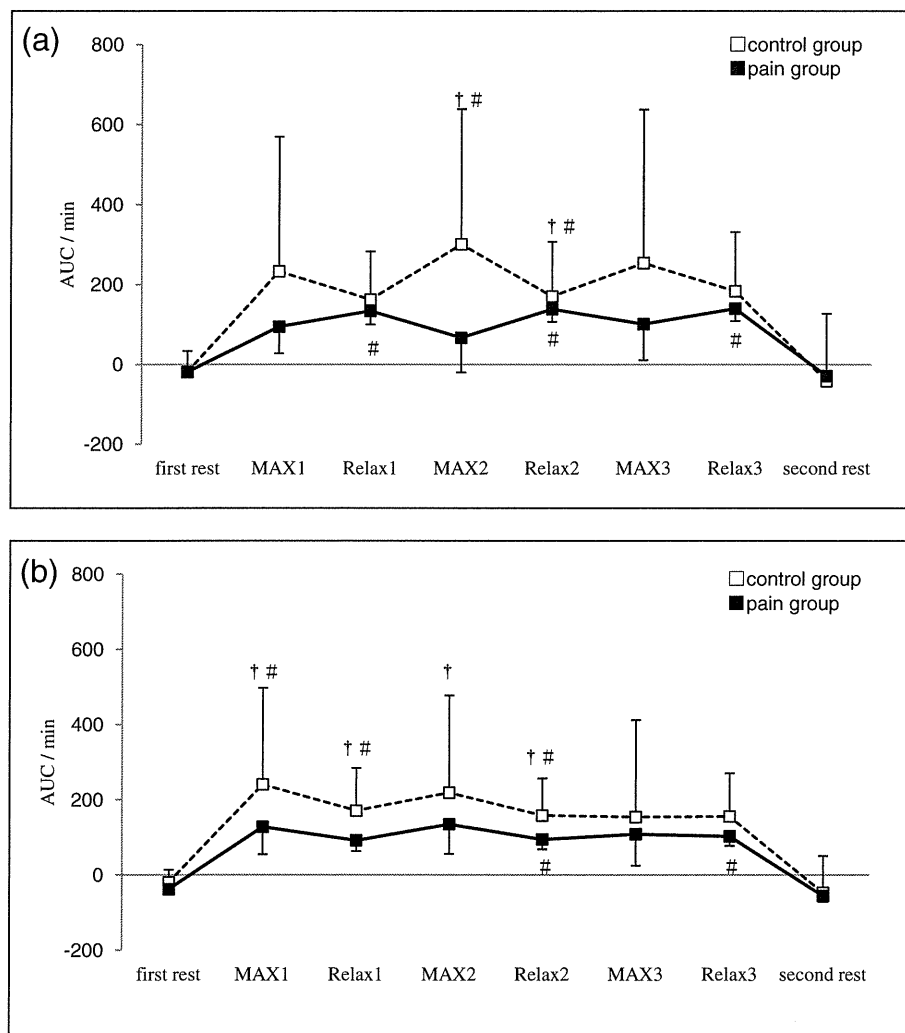 (a)
800
600
400
200
0
-200
AUC / min
control group
pain group
† #
† #
#
#
#
first rest MAX1 Relax1 MAX2 Relax2 MAX3 Relax3 second rest
(b)
800
600
400
200
0
-200
AUC / min
control group
pain group
† #
† #
†
† #
#
#
first rest MAX1 Relax1 MAX2 Relax2 MAX3 Relax3 second rest